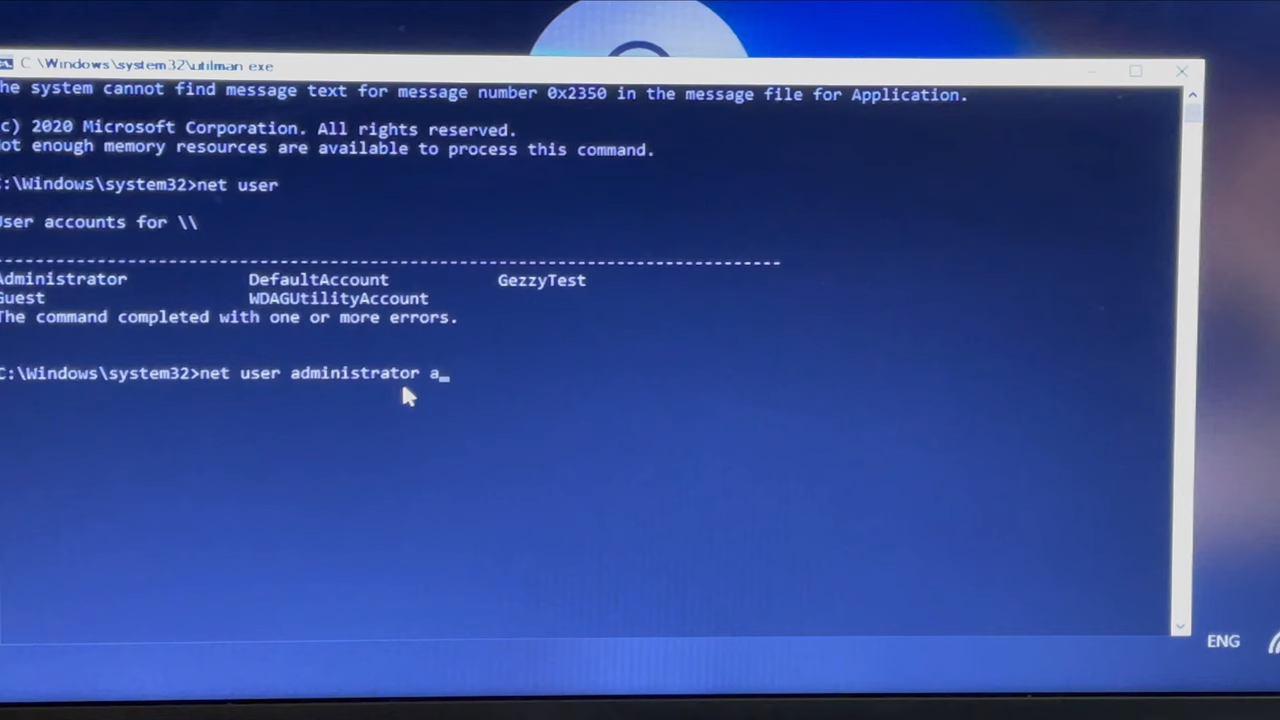 C:\Windows\system32\utilman.exe
he system cannot find message text for message number 0x2350 in the message file for Application.
c) 2020 Microsoft Corporation. All rights reserved.
ot enough memory resources are available to process this command.
C:\Windows\system32>net user
User accounts for \\
-------------------------------------------------------------------------------
Administrator DefaultAccount GezzyTest
Guest WDAGUtilityAccount
The command completed with one or more errors.
C:\Windows\system32>net user administrator a_
ENG